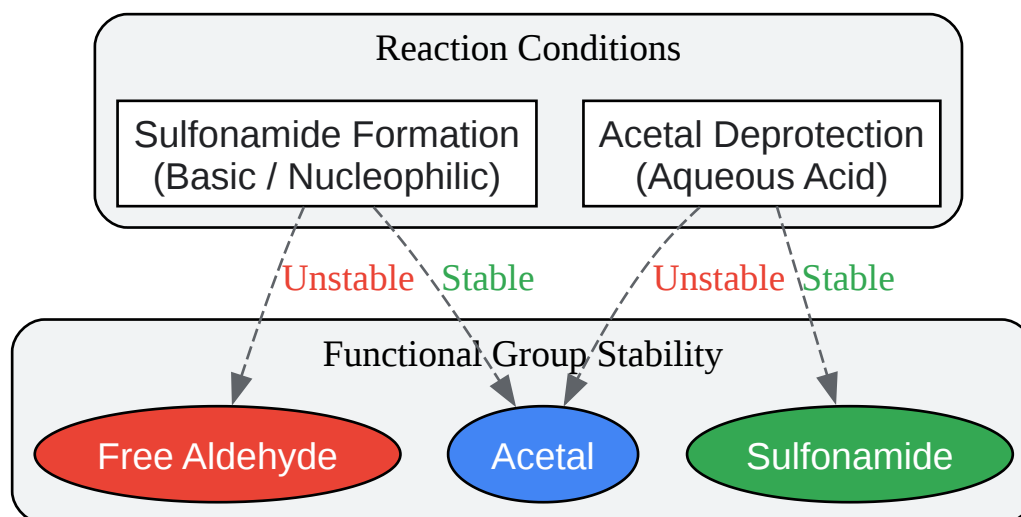 Reaction Conditions
Sulfonamide Formation
(Basic / Nucleophilic)
Acetal Deprotection
(Aqueous Acid)
Unstable
Stable
Unstable
Stable
Functional Group Stability
Free Aldehyde
Acetal
Sulfonamide